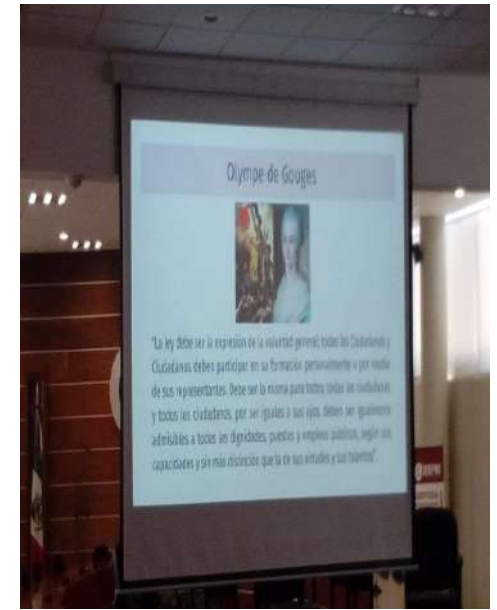 Olympe de Gouges
"La ley debe ser la expresión de la voluntad general; todas las Ciudadanas y
Ciudadanos deben participar en su formación personalmente o por medio
de sus representantes. Debe ser la misma para todos; todas las ciudadanas
y todos los ciudadanos, por ser iguales a sus ojos, deben ser igualmente
admisibles a todas las dignidades, puestos y empleos públicos, según sus
capacidades y sin más distinción que la de sus virtudes y sus talentos".